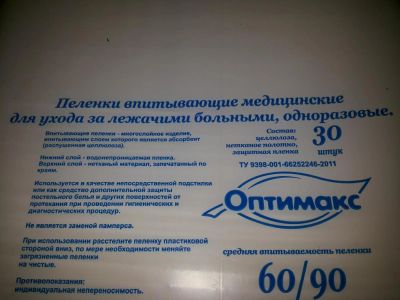 Пеленки впитывающие медицинские
для ухода за лежачими больными, одноразовые.
Впитывающие пеленки - многослойное изделие,
впитывающим слоем которого является абсорбент
(распушенная целлюлоза).
Нижний слой - водонепроницаемая пленка.
Верхний слой - нетканый материал, запечатанный по
краям.
Используется в качестве непосредственной подстилки
или как средство дополнительной защиты
постельного белья и других поверхностей от
протекания при проведении гигиенических и
диагностических процедур.
Не является заменой памперса.
При использовании расстелите пеленку пластиковой
стороной вниз, по мере необходимости меняйте
загрязненные пеленки
на чистые.
Противопоказания:
индивидуальная непереносимость.
Состав:
целлюлоза,
нетканое полотно,
защитная пленка
30
штук
ТУ 9398-001-66252246-2011
Оптимакс
средняя впитываемость пеленки
60/90